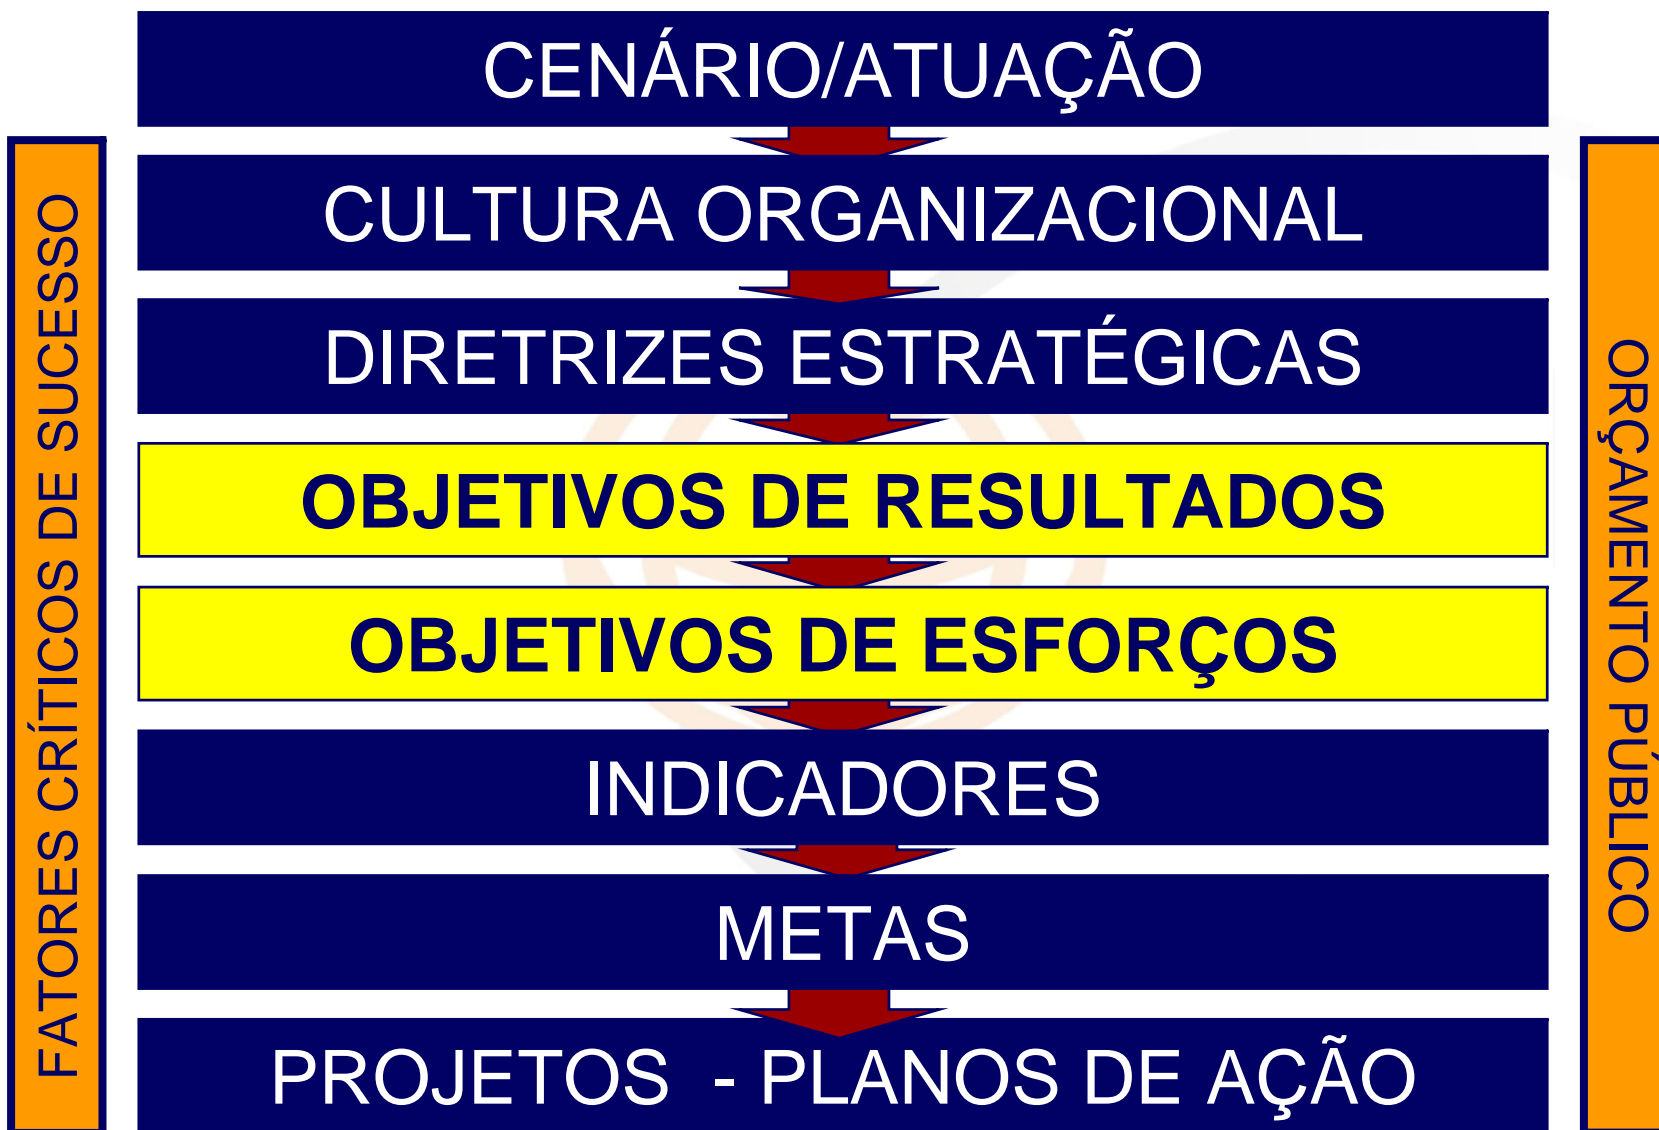 CENÁRIO/ATUAÇÃO
CULTURA ORGANIZACIONAL
DIRETRIZES ESTRATÉGICAS
OBJETIVOS DE RESULTADOS
OBJETIVOS DE ESFORÇOS
INDICADORES
METAS
PROJETOS  - PLANOS DE AÇÃO
FATORES CRÍTICOS DE SUCESSO
ORÇAMENTO PÚBLICO